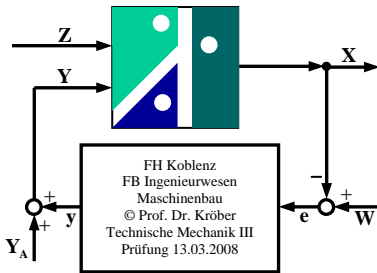 Z
Y
X
−
+
W
e
y
+
+
Y_A
FH Koblenz
FB Ingenieurwesen
Maschinenbau
© Prof. Dr. Kröber
Technische Mechanik III
Prüfung 13.03.2008